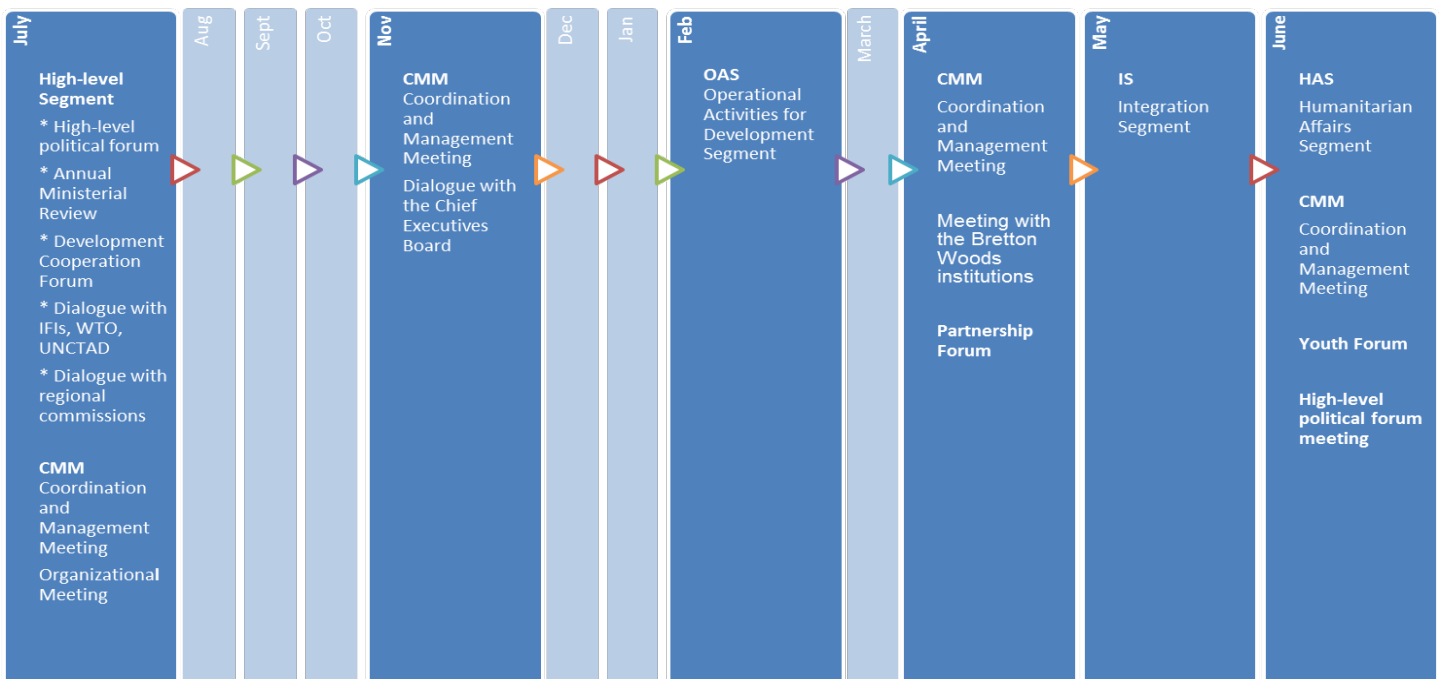 July
High-level
Segment
* High-level
political forum
* Annual
Ministerial
Review
* Development
Cooperation
Forum
* Dialogue with
IFIs, WTO,
UNCTAD
* Dialogue with
regional
commissions
CMM
Coordination
and
Management
Meeting
Organizational
Meeting
Aug
Sept
Oct
Nov
CMM
Coordination
and
Management
Meeting
Dialogue with
the Chief
Executives
Board
Dec
Jan
Feb
OAS
Operational
Activities for
Development
Segment
March
April
CMM
Coordination
and
Management
Meeting
Meeting with
the Bretton
Woods
institutions
Partnership
Forum
May
IS
Integration
Segment
June
HAS
Humanitarian
Affairs
Segment
CMM
Coordination
and
Management
Meeting
Youth Forum
High-level
political forum
meeting